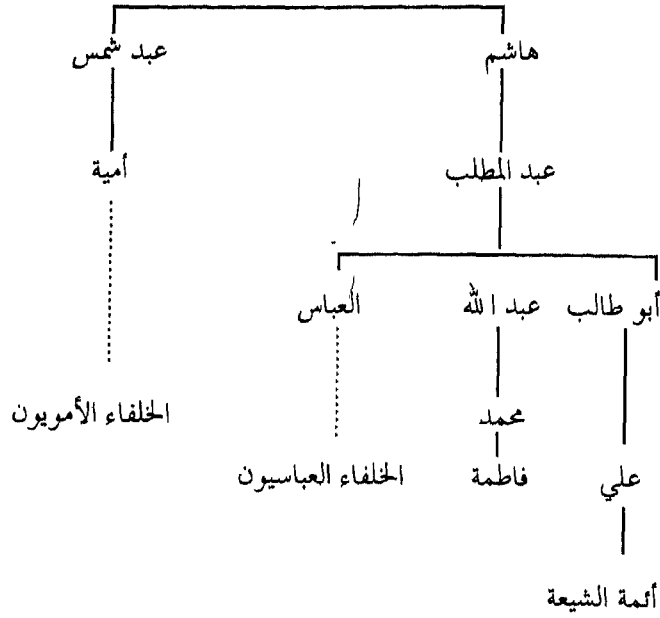 هاشم عبد شمس
عبد المطلب أمية
أبو طالب عبد الله العباس
محمد الخلفاء الأمويون
علي فاطمة الخلفاء العباسيون
أئمة الشيعة